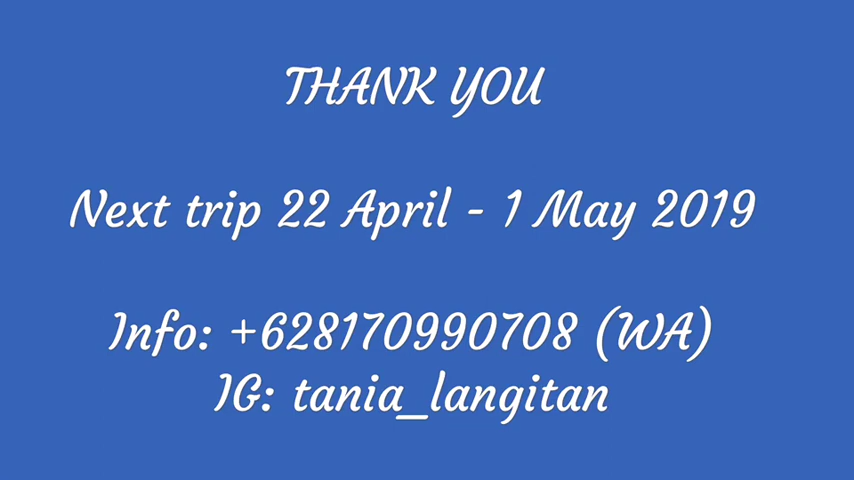 THANK YOU
Next trip 22 April - 1 May 2019
Info: +628170990708 (WA)
IG: tania_langitan